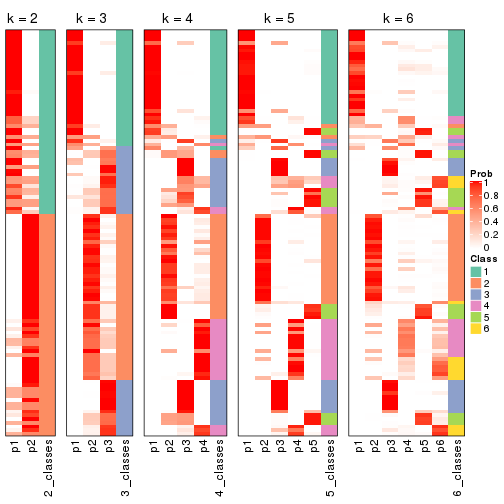 k = 2
k = 3
k = 4
k = 5
k = 6
Prob
1
0.8
0.6
0.4
0.2
0
Class
1
2
3
4
5
6
p1
p2
2_classes
p1
p2
p3
3_classes
p1
p2
p3
p4
4_classes
p1
p2
p3
p4
p5
5_classes
p1
p2
p3
p4
p5
p6
6_classes